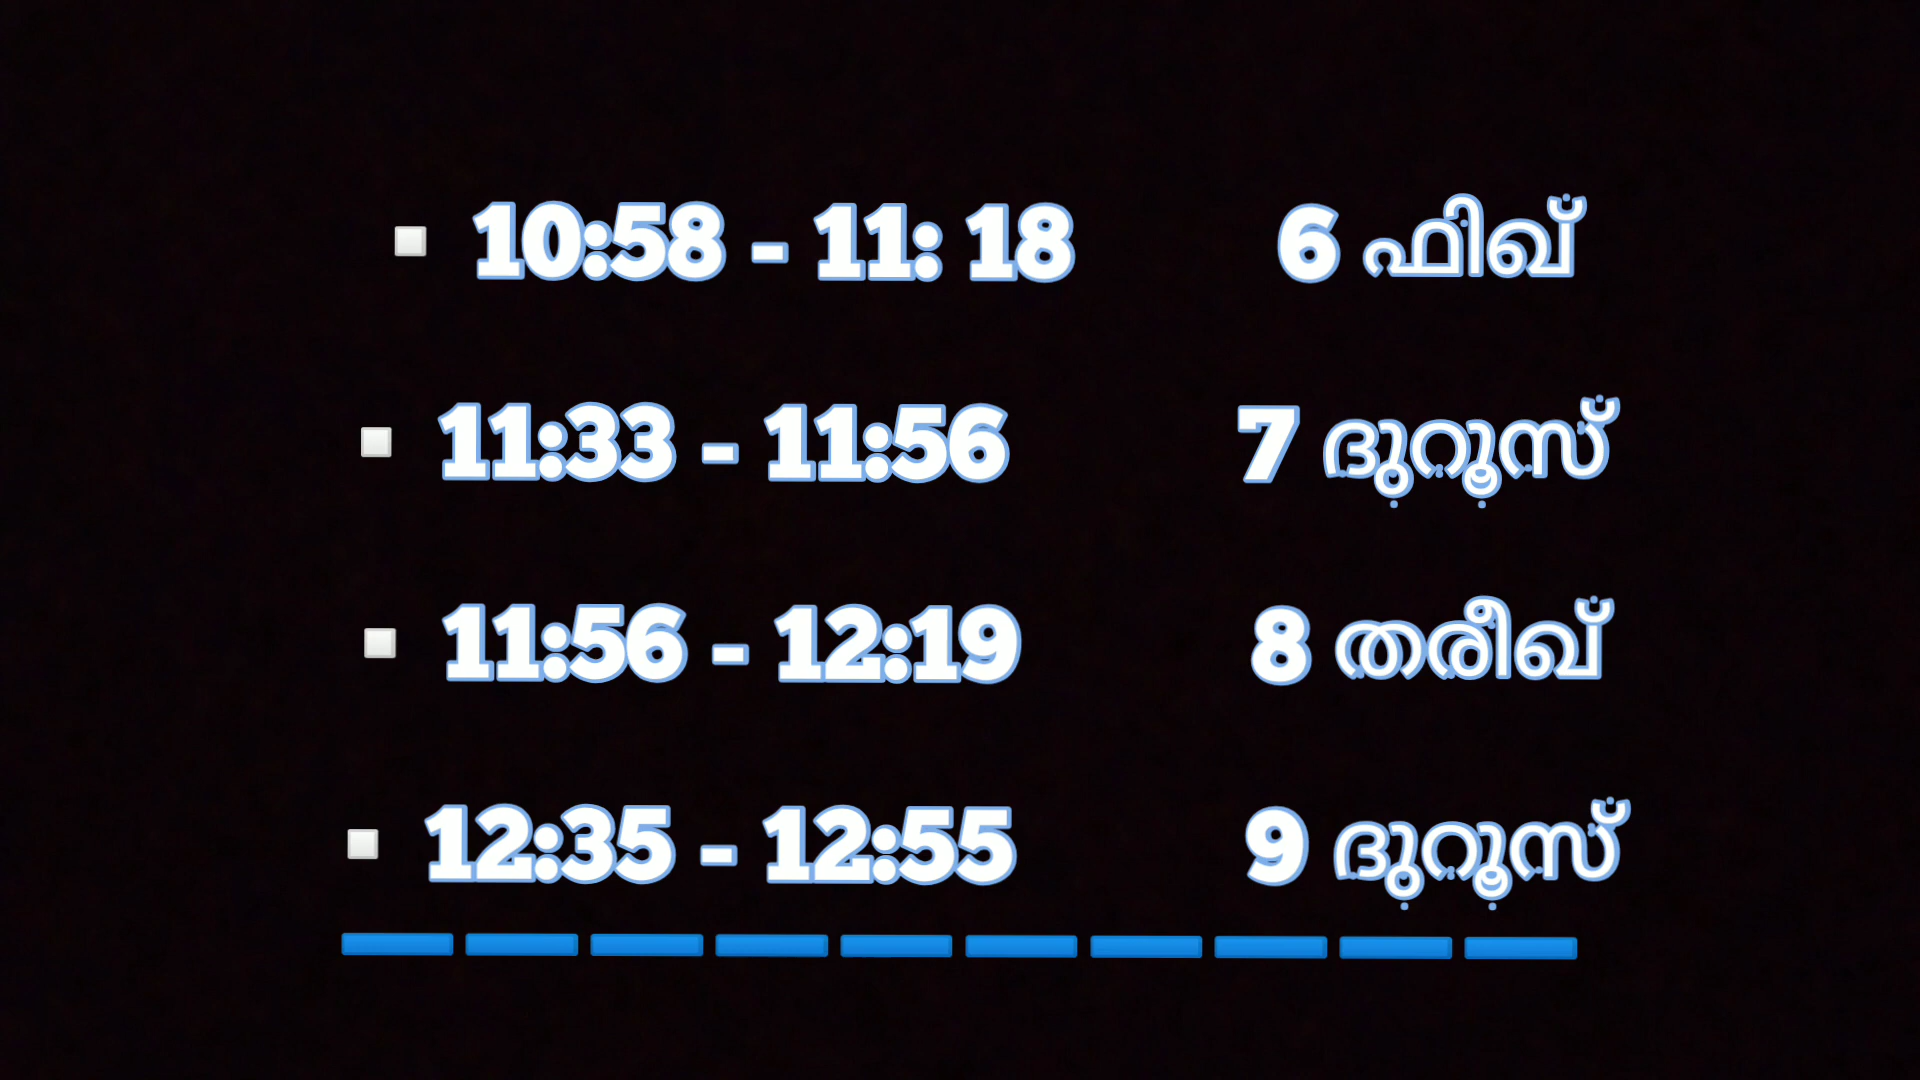 ▫️ 10:58 - 11: 18 6 ഫിഖ്
▫️ 11:33 - 11:56 7 ദുറൂസ്
▫️ 11:56 - 12:19 8 തരീഖ്
▫️ 12:35 - 12:55 9 ദുറൂസ്